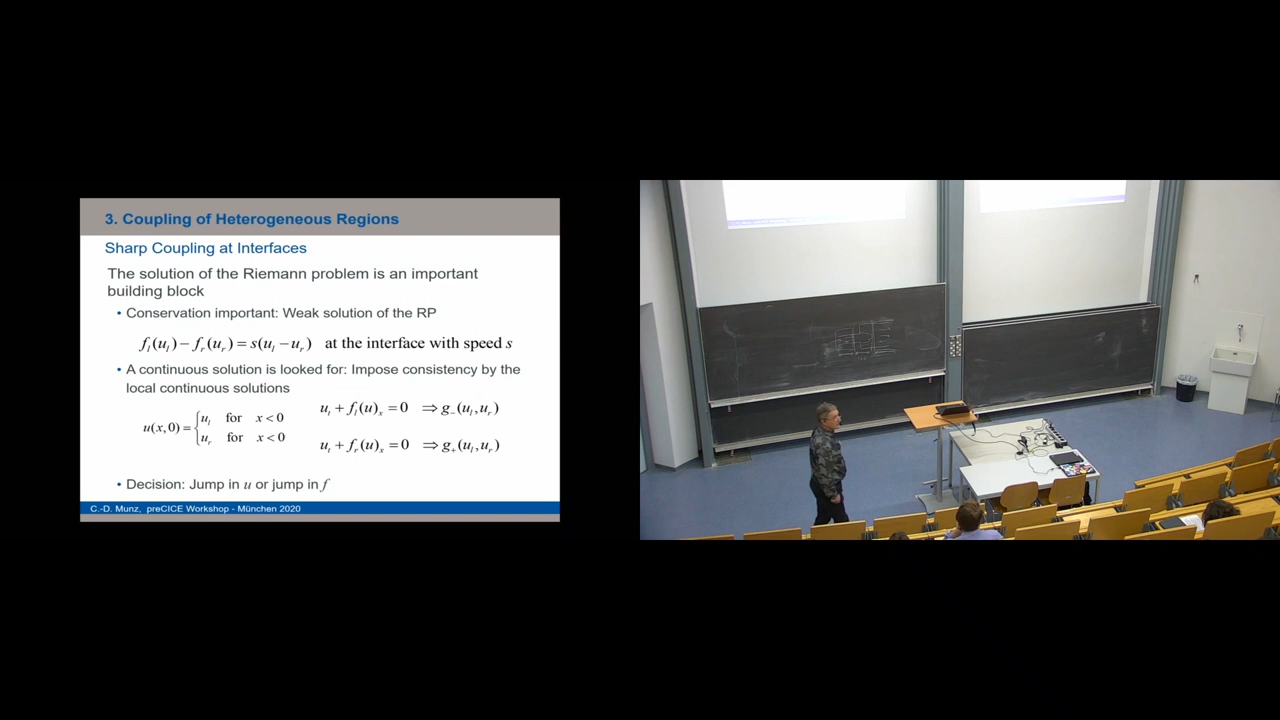 3. Coupling of Heterogeneous Regions
Sharp Coupling at Interfaces
The solution of the Riemann problem is an important
building block
• Conservation important: Weak solution of the RP
f_l(u_l) − f_r(u_r) = s(u_l − u_r) at the interface with speed s
• A continuous solution is looked for: Impose consistency by the
local continuous solutions
u_t + f_l(u)_x = 0 ⇒ g_−(u_l, u_r)
u(x,0) = { u_l for x < 0
u_r for x < 0
u_t + f_r(u)_x = 0 ⇒ g_+(u_l, u_r)
• Decision: Jump in u or jump in f
C.-D. Munz, preCICE Workshop - München 2020